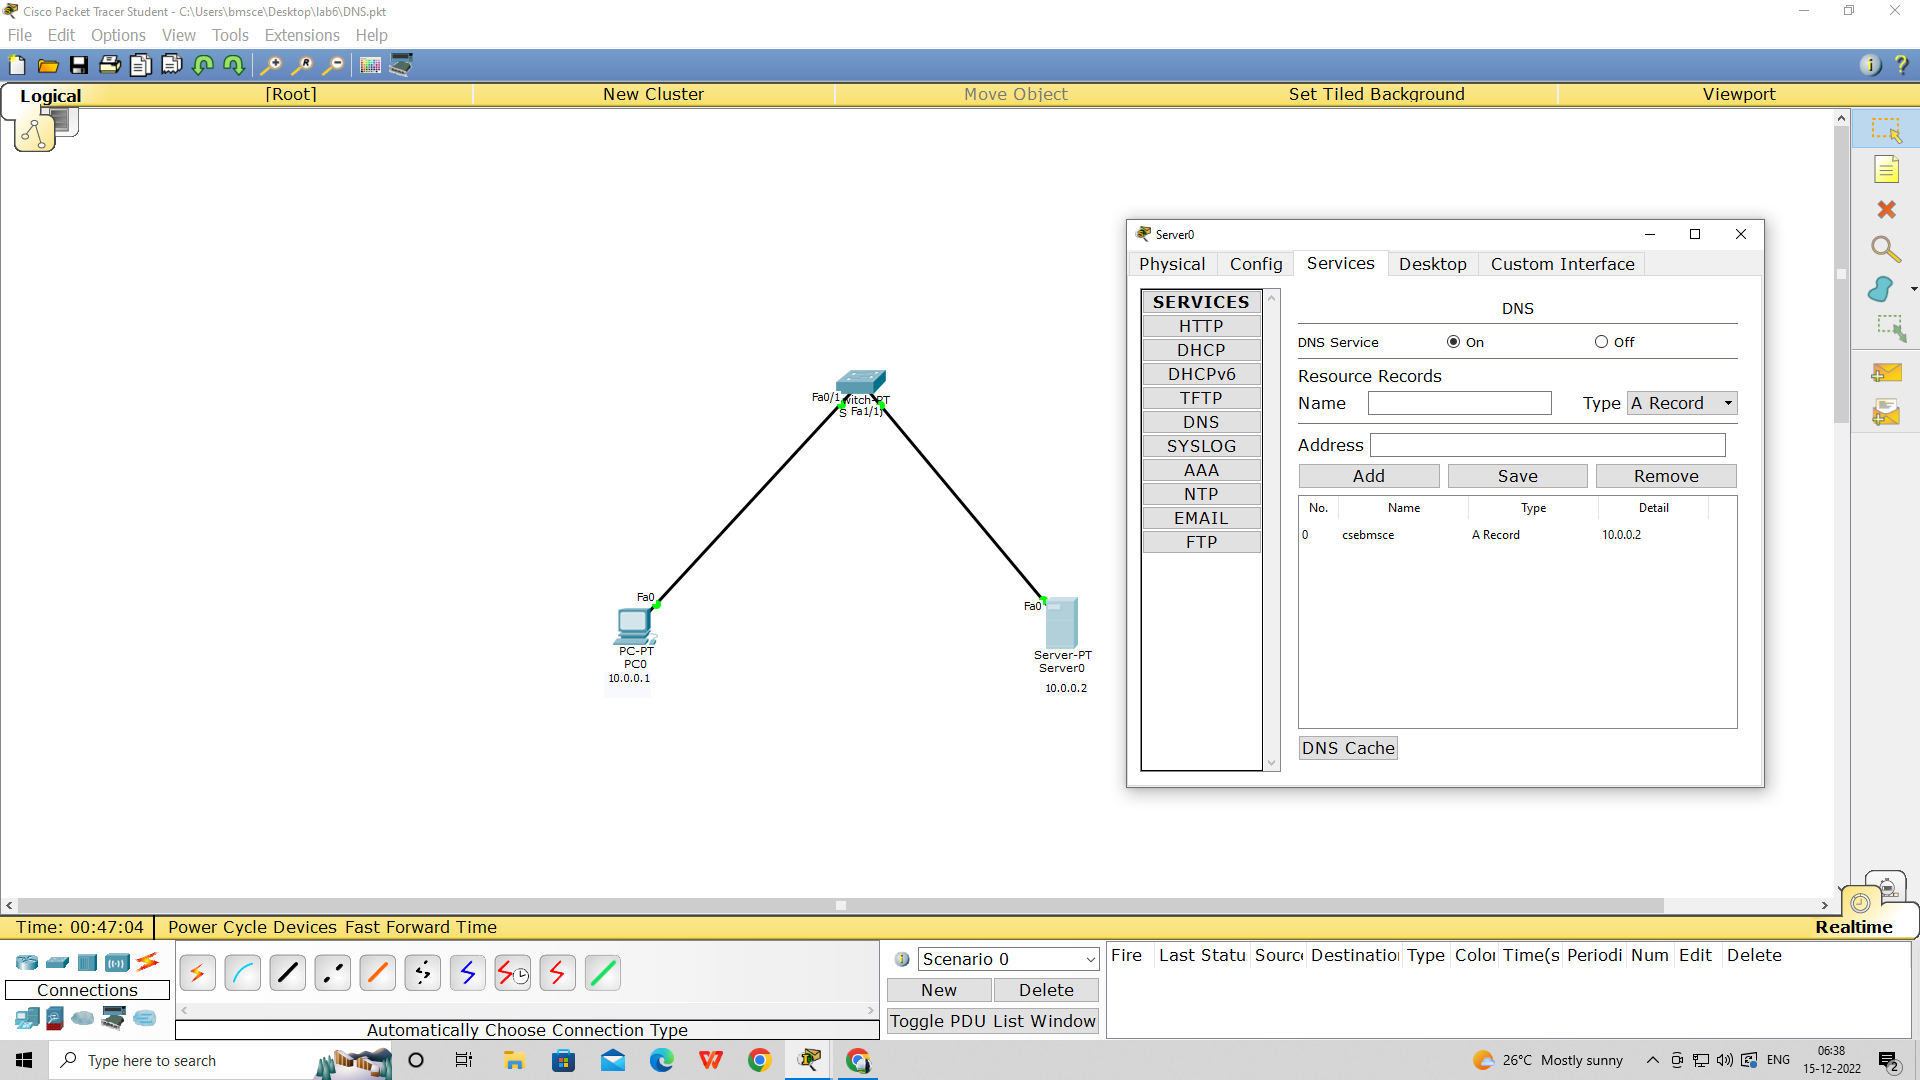 Cisco Packet Tracer Student - C:\Users\bmsce\Desktop\lab6\DNS.pkt
File Edit Options View Tools Extensions Help
Logical [Root] New Cluster Move Object Set Tiled Background Viewport
Server0
Physical Config Services Desktop Custom Interface
SERVICES
HTTP
DHCP
DHCPv6
TFTP
DNS
SYSLOG
AAA
NTP
EMAIL
FTP
DNS
DNS Service On Off
Resource Records
Name Type A Record
Address
Add Save Remove
No. Name Type Detail
0 csebmsce A Record 10.0.0.2
DNS Cache
Fa0/1 witch-PT
S Fa1/1)
Fa0
PC-PT
PC0
10.0.0.1
Fa0
Server-PT
Server0
10.0.0.2
Time: 00:47:04 Power Cycle Devices Fast Forward Time Realtime
Connections
Automatically Choose Connection Type
Scenario 0
New Delete
Toggle PDU List Window
Fire Last Statu Source Destination Type Color Time(s Periodi Num Edit Delete
Type here to search
26°C Mostly sunny ENG
06:38
15-12-2022
2